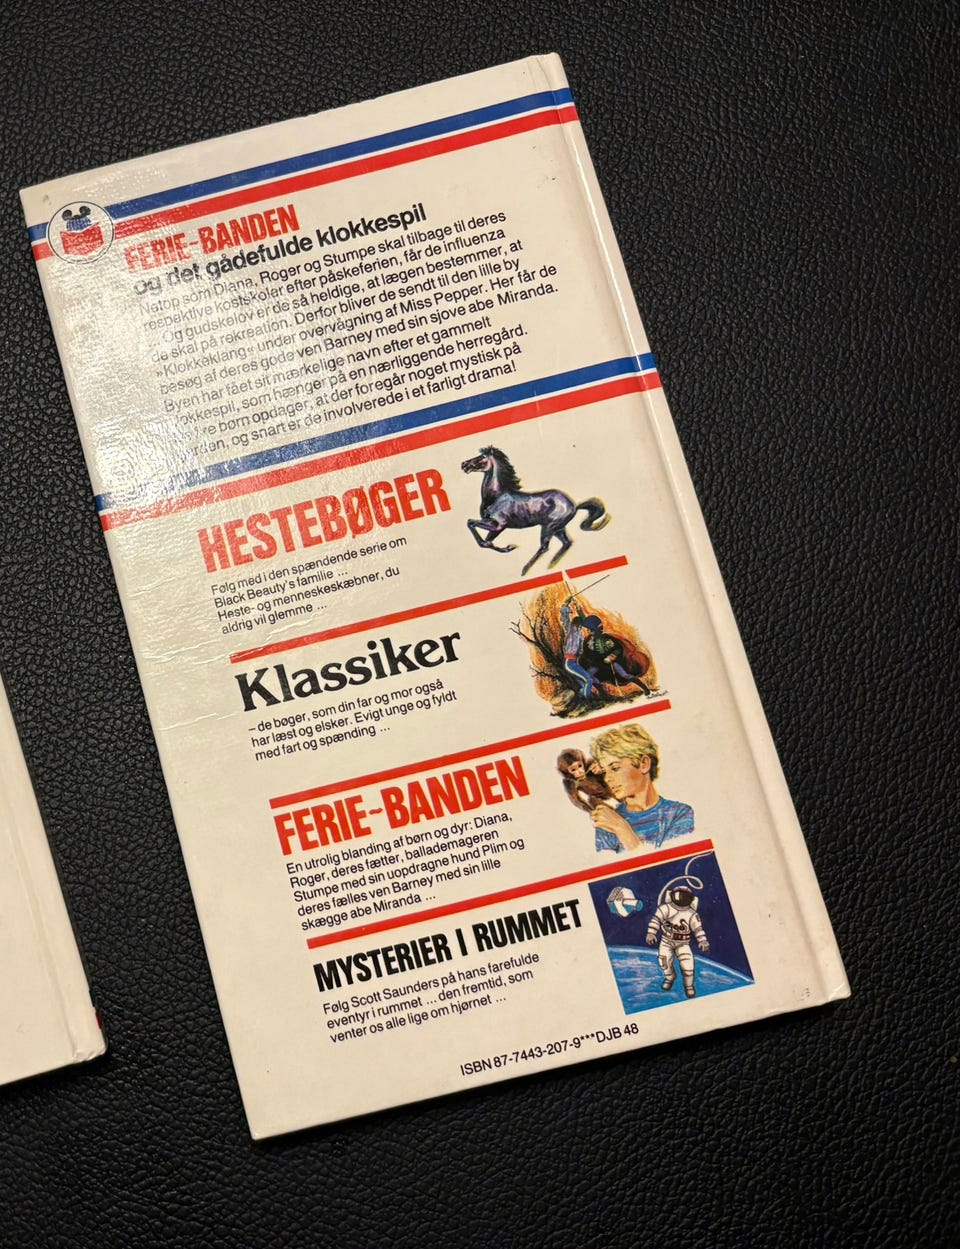 FERIE-BANDEN
og det gådefulde klokkespil
Netop som Diana, Roger og Stumpe skal tilbage til deres
respektive kostskoler efter påskeferien, får de influenza
. Og gudskelov er de så heldige, at lægen bestemmer, at
de skal på rekreation. Derfor bliver de sendt til den lille by
»Klokkeklang« under overvågning af Miss Pepper. Her får de
besøg af deres gode ven Barney med sin sjove abe Miranda.
Byen har fået sit mærkelige navn efter et gammelt
klokkespil, som hænger på en nærliggende herregård.
børn opdager, at der foregår noget mystisk på
gården, og snart er de involverede i et farligt drama!
HESTEBØGER
Følg med i den spændende serie om
Black Beauty's familie ...
Heste- og menneskeskæbner, du
aldrig vil glemme ...
Klassiker
– de bøger, som din far og mor også
har læst og elsker. Evigt unge og fyldt
med fart og spænding ...
FERIE-BANDEN
En utrolig blanding af børn og dyr: Diana,
Roger, deres fætter, ballademageren
Stumpe med sin uopdragne hund Plim og
deres fælles ven Barney med sin lille
skægge abe Miranda ...
MYSTERIER I RUMMET
Følg Scott Saunders på hans farefulde
eventyr i rummet ... den fremtid, som
venter os alle lige om hjørnet ...
ISBN 87-7443-207-9***DJB 48